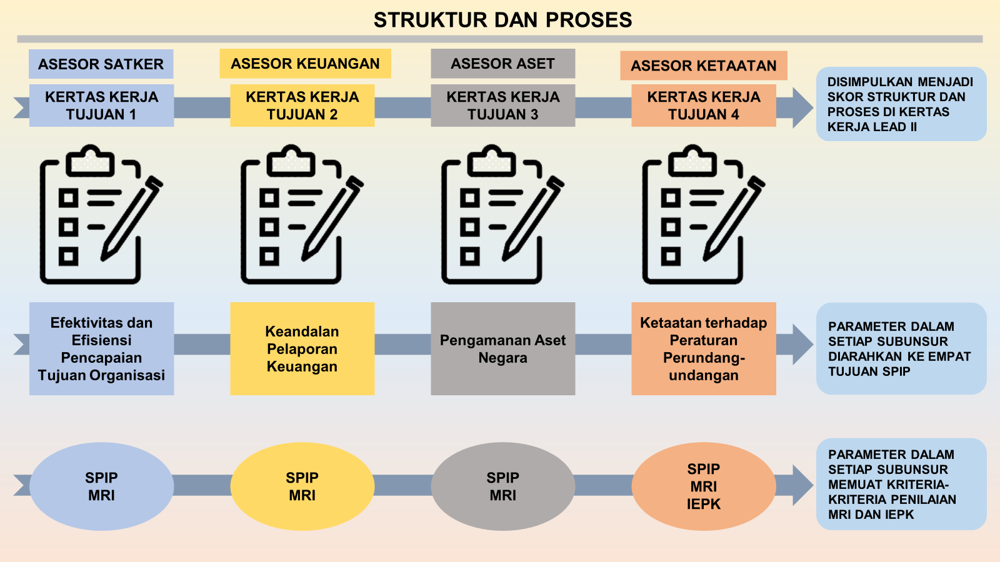 STRUKTUR DAN PROSES
ASESOR SATKER
ASESOR KEUANGAN
ASESOR ASET
ASESOR KETAATAN
KERTAS KERJA
TUJUAN 1
KERTAS KERJA
TUJUAN 2
KERTAS KERJA
TUJUAN 3
KERTAS KERJA
TUJUAN 4
DISIMPULKAN MENJADI
SKOR STRUKTUR DAN
PROSES DI KERTAS
KERJA LEAD II
Efektivitas dan
Efisiensi
Pencapaian
Tujuan Organisasi
Keandalan
Pelaporan
Keuangan
Pengamanan Aset
Negara
Ketaatan terhadap
Peraturan
Perundang-
undangan
PARAMETER DALAM
SETIAP SUBUNSUR
DIARAHKAN KE EMPAT
TUJUAN SPIP
SPIP
MRI
SPIP
MRI
SPIP
MRI
SPIP
MRI
IEPK
PARAMETER DALAM
SETIAP SUBUNSUR
MEMUAT KRITERIA-
KRITERIA PENILAIAN
MRI DAN IEPK